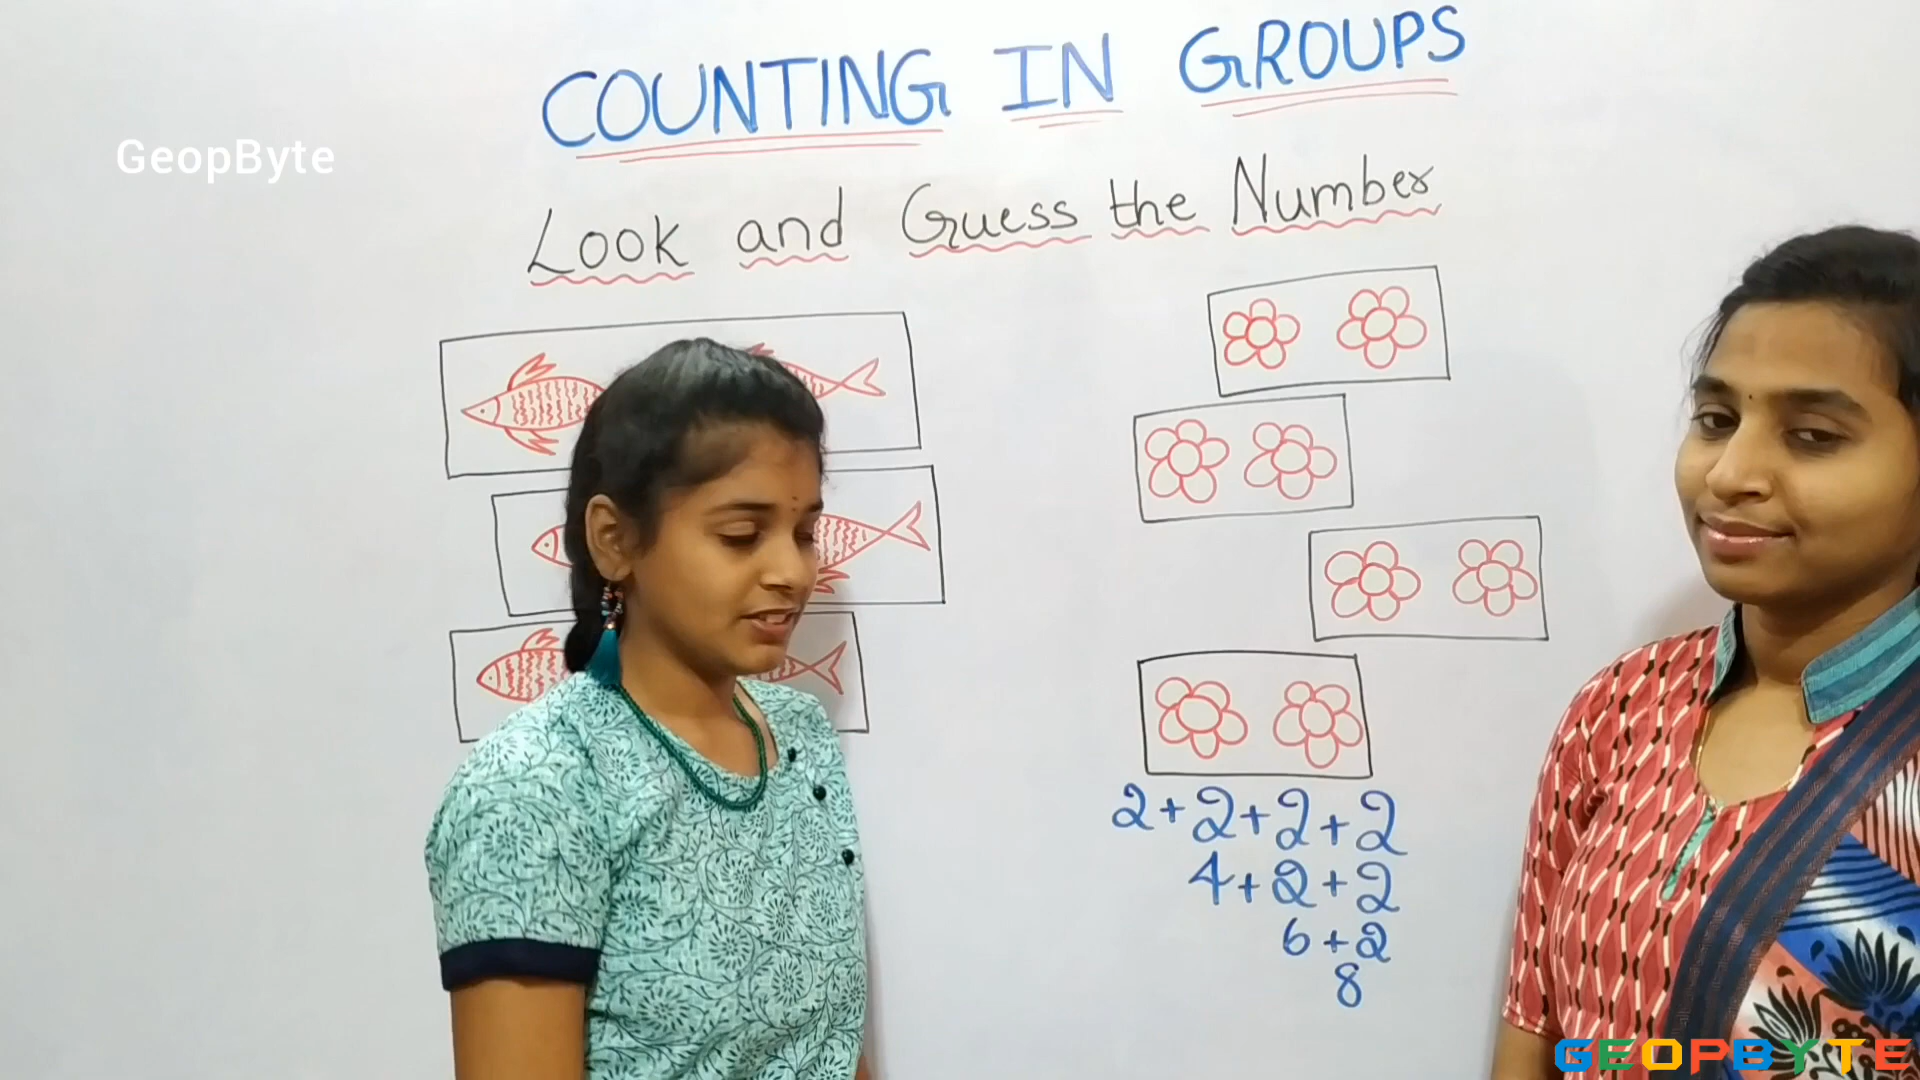 COUNTING IN GROUPS
GeopByte
Look and Guess the Number
2+2+2+2
4+2+2
6+2
8
GEOPBYTE